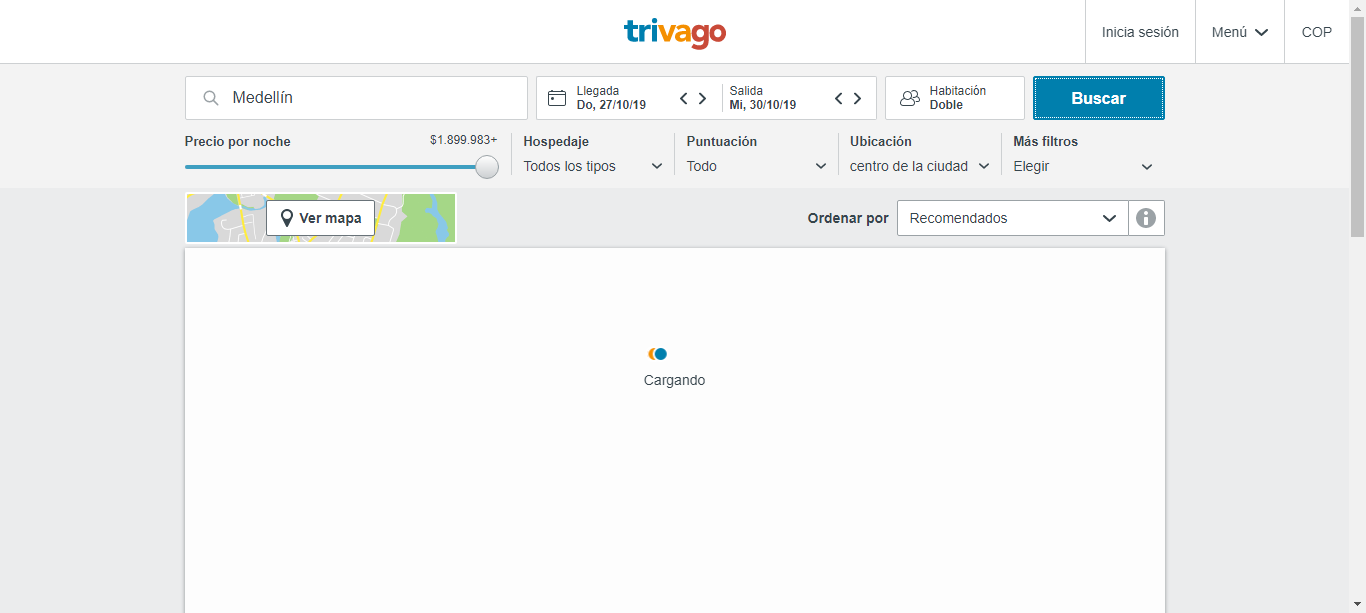 trivago
Inicia sesión
Menú
COP
Medellín
Llegada
Do, 27/10/19
Salida
Mi, 30/10/19
Habitación
Doble
Buscar
Precio por noche
$1.899.983+
Hospedaje
Todos los tipos
Puntuación
Todo
Ubicación
centro de la ciudad
Más filtros
Elegir
Ver mapa
Ordenar por
Recomendados
Cargando